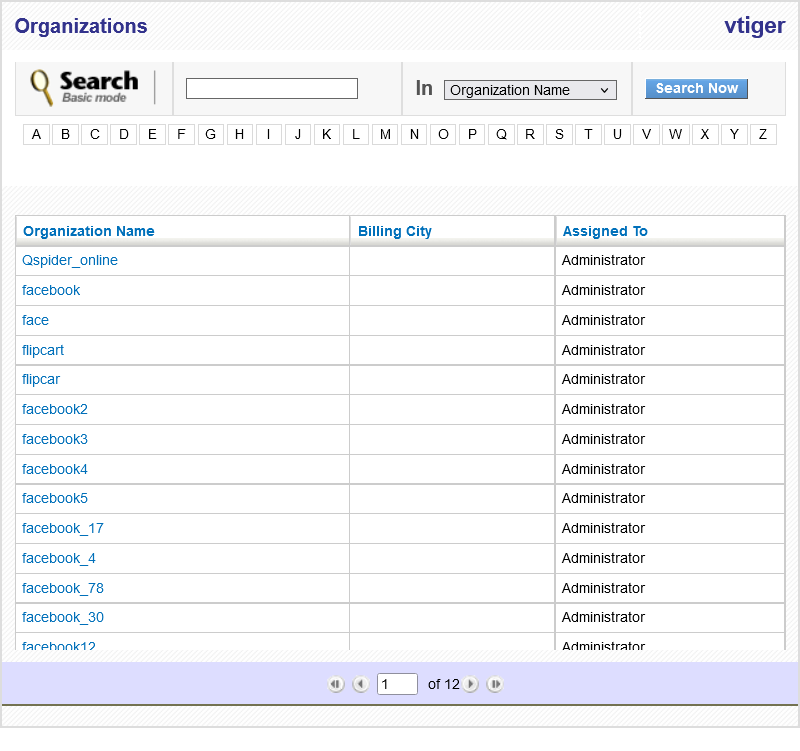 Organizations vtiger
Search Basic mode In Organization Name Search Now
A B C D E F G H I J K L M N O P Q R S T U V W X Y Z
Organization Name Billing City Assigned To
Qspider_online Administrator
facebook Administrator
face Administrator
flipcart Administrator
flipcar Administrator
facebook2 Administrator
facebook3 Administrator
facebook4 Administrator
facebook5 Administrator
facebook_17 Administrator
facebook_4 Administrator
facebook_78 Administrator
facebook_30 Administrator
facebook12 Administrator
1 of 12